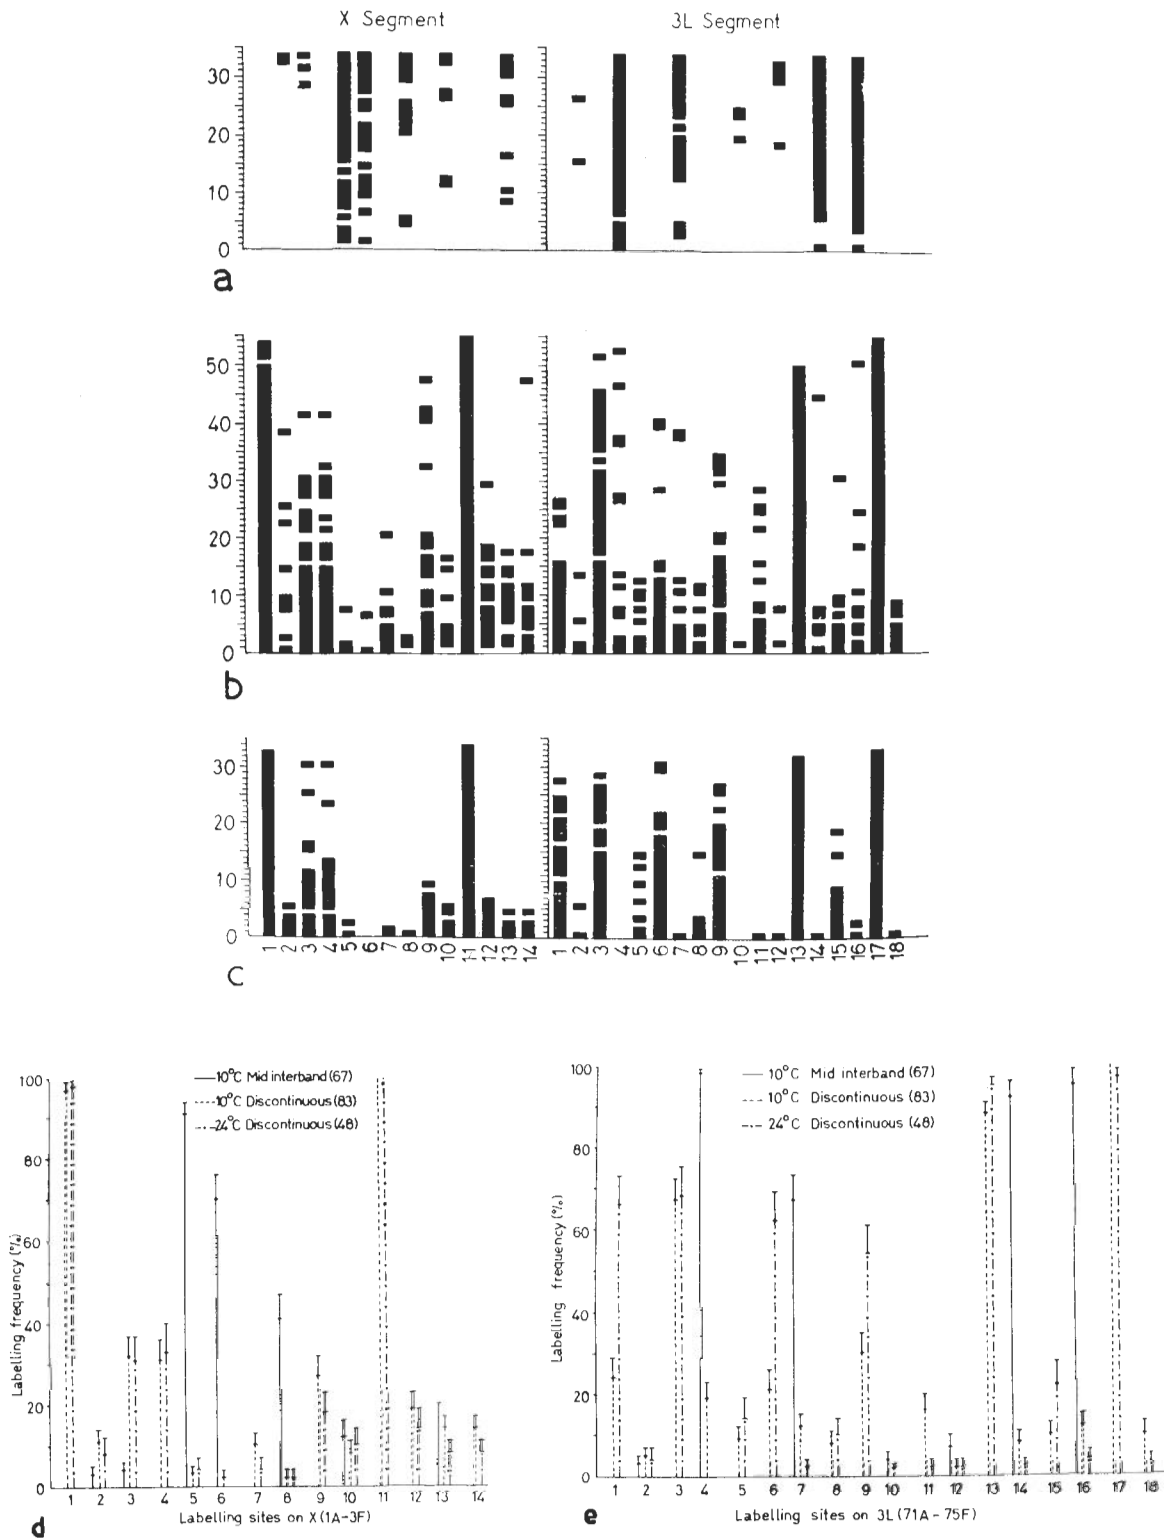 X Segment 3L Segment
30
20
10
0
a
50
40
30
20
10
0
b
30
20
10
0
1 2 3 4 5 6 7 8 9 10 11 12 13 14 1 2 3 4 5 6 7 8 9 10 11 12 13 14 15 16 17 18
c
100
80
60
40
20
0
Labelling frequency (%)
10°C Mid interband (67)
10°C Discontinuous (83)
24°C Discontinuous (48)
1 2 3 4 5 6 7 8 9 10 11 12 13 14
Labelling sites on X (1A-3F)
d
100
80
60
40
20
0
Labelling frequency (%)
10°C Mid interband (67)
10°C Discontinuous (83)
24°C Discontinuous (48)
1 2 3 4 5 6 7 8 9 10 11 12 13 14 15 16 17 18
Labelling sites on 3L (71A-75F)
e